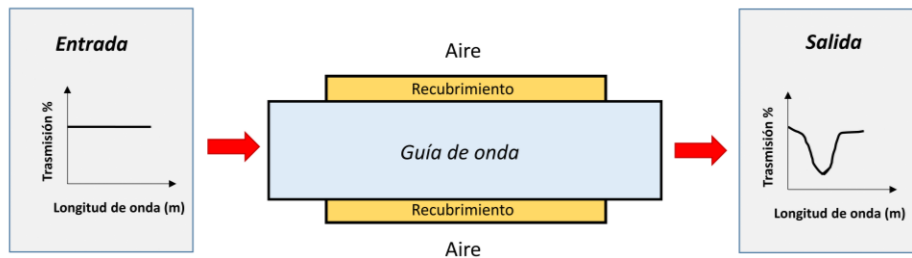 Entrada
Trasmisión %
Longitud de onda (m)
Aire
Recubrimiento
Guía de onda
Recubrimiento
Aire
Salida
Trasmisión %
Longitud de onda (m)